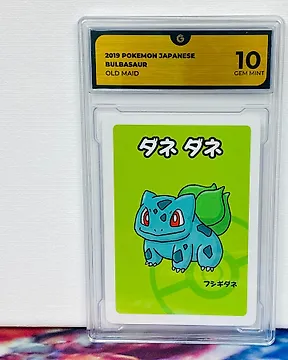 G
2019 POKEMON JAPANESE
BULBASAUR
OLD MAID
10
GEM MINT
ダネ ダネ
フシギダネ